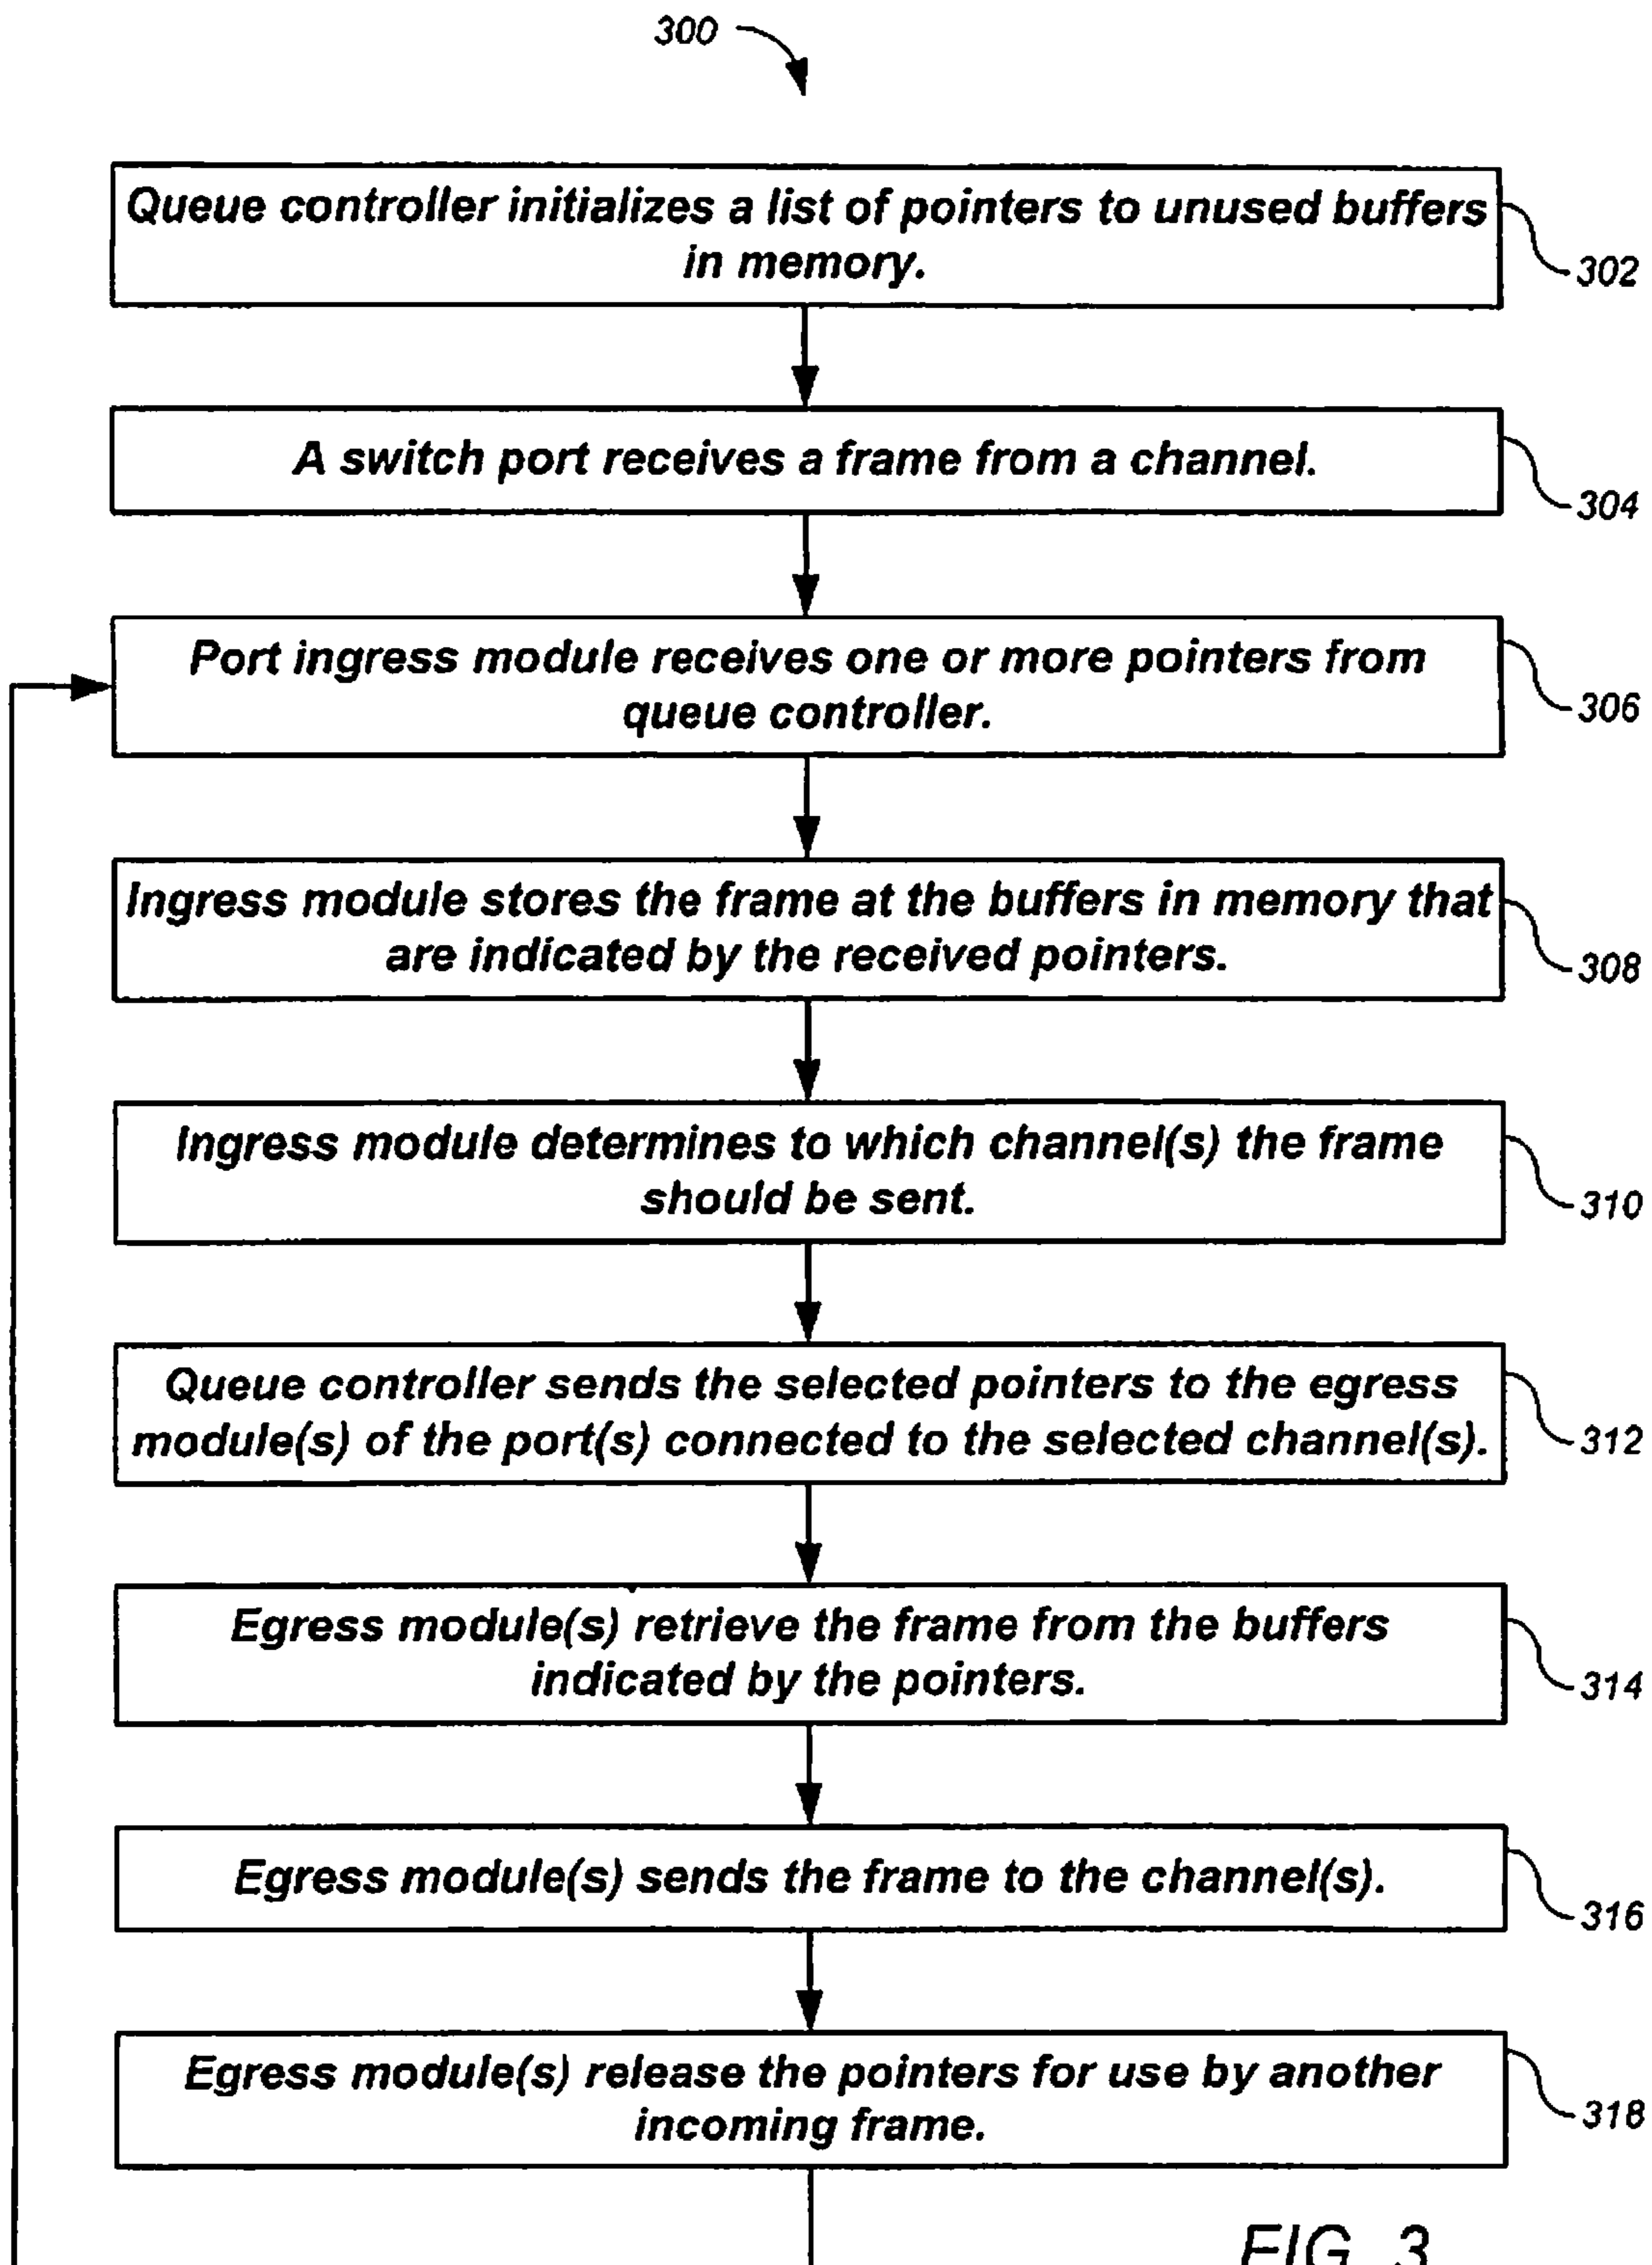 300
Queue controller initializes a list of pointers to unused buffers
in memory.
302
A switch port receives a frame from a channel.
304
Port ingress module receives one or more pointers from
queue controller.
306
Ingress module stores the frame at the buffers in memory that
are indicated by the received pointers.
308
Ingress module determines to which channel(s) the frame
should be sent.
310
Queue controller sends the selected pointers to the egress
module(s) of the port(s) connected to the selected channel(s).
312
Egress module(s) retrieve the frame from the buffers
indicated by the pointers.
314
Egress module(s) sends the frame to the channel(s).
316
Egress module(s) release the pointers for use by another
incoming frame.
318
FIG. 3